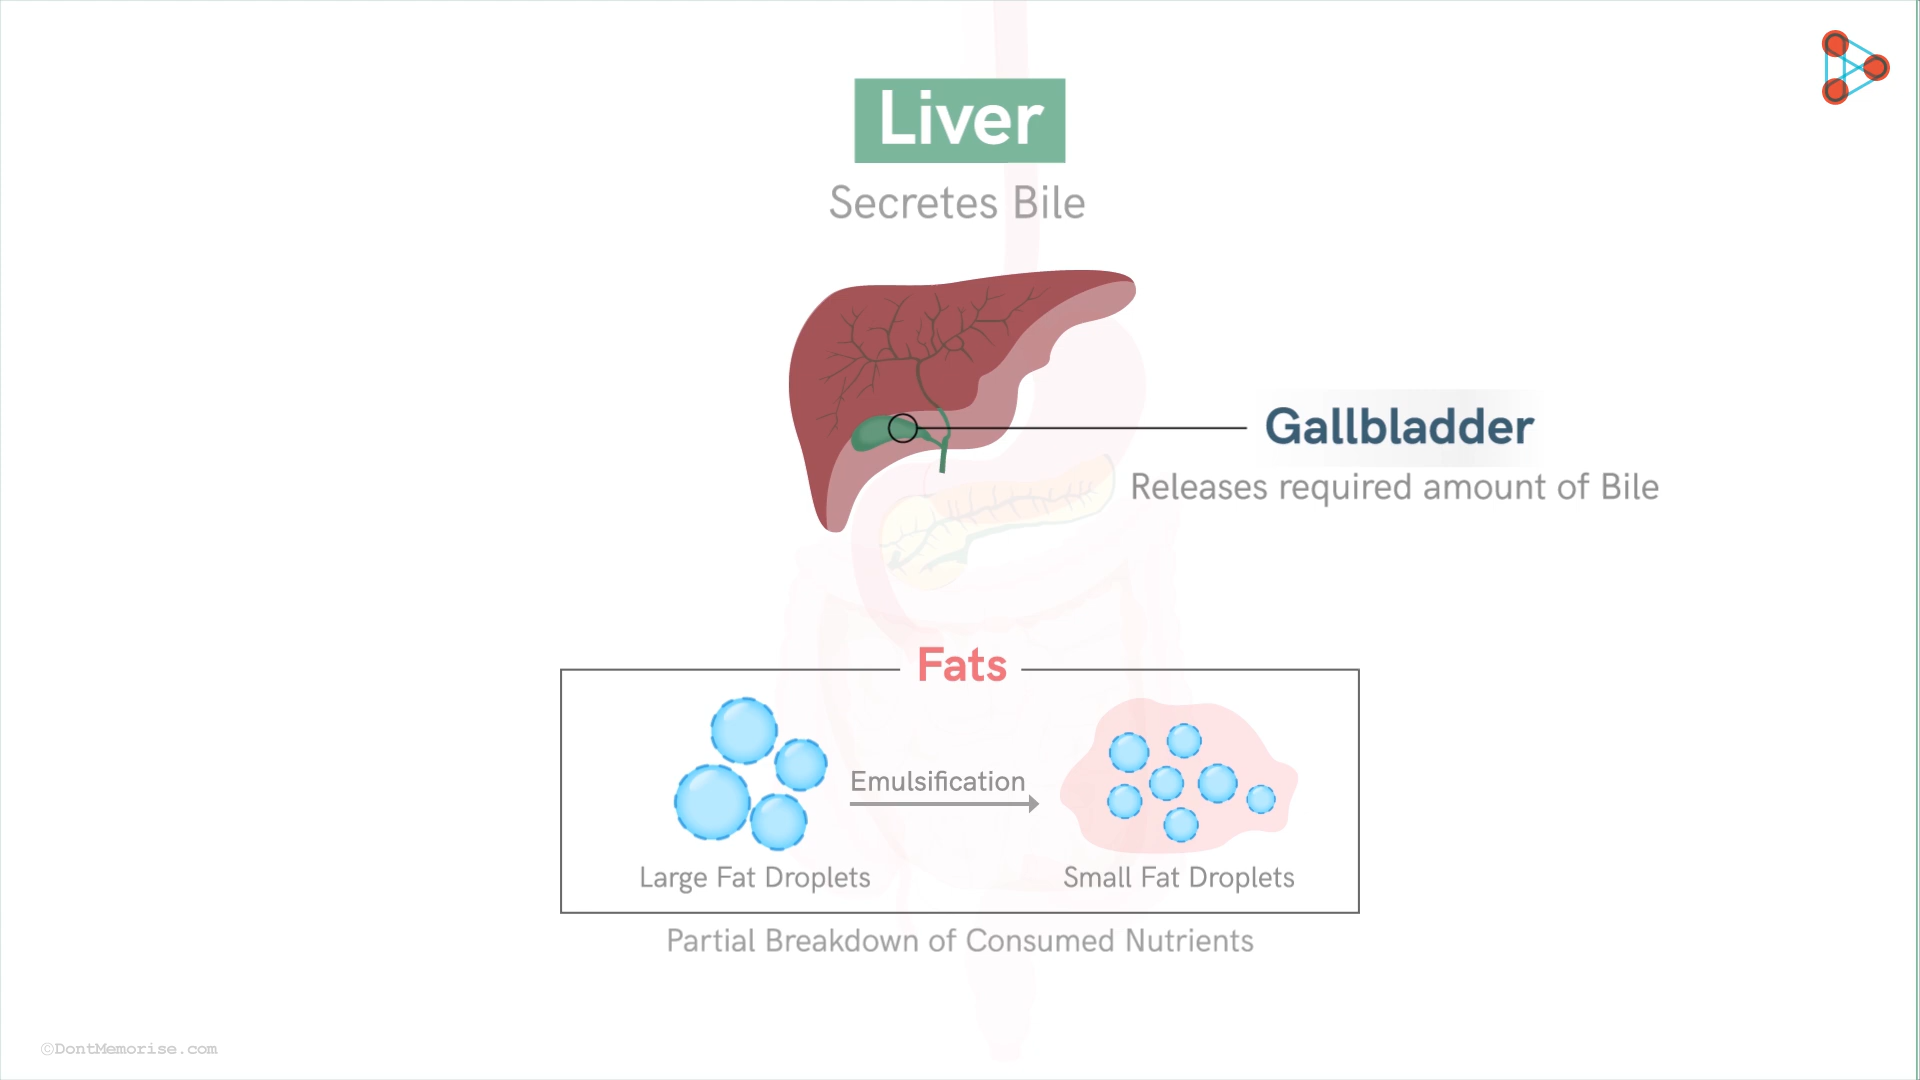 Liver
Secretes Bile
Gallbladder
Releases required amount of Bile
Fats
Emulsification
Large Fat Droplets
Small Fat Droplets
Partial Breakdown of Consumed Nutrients
©DontMemorise.com